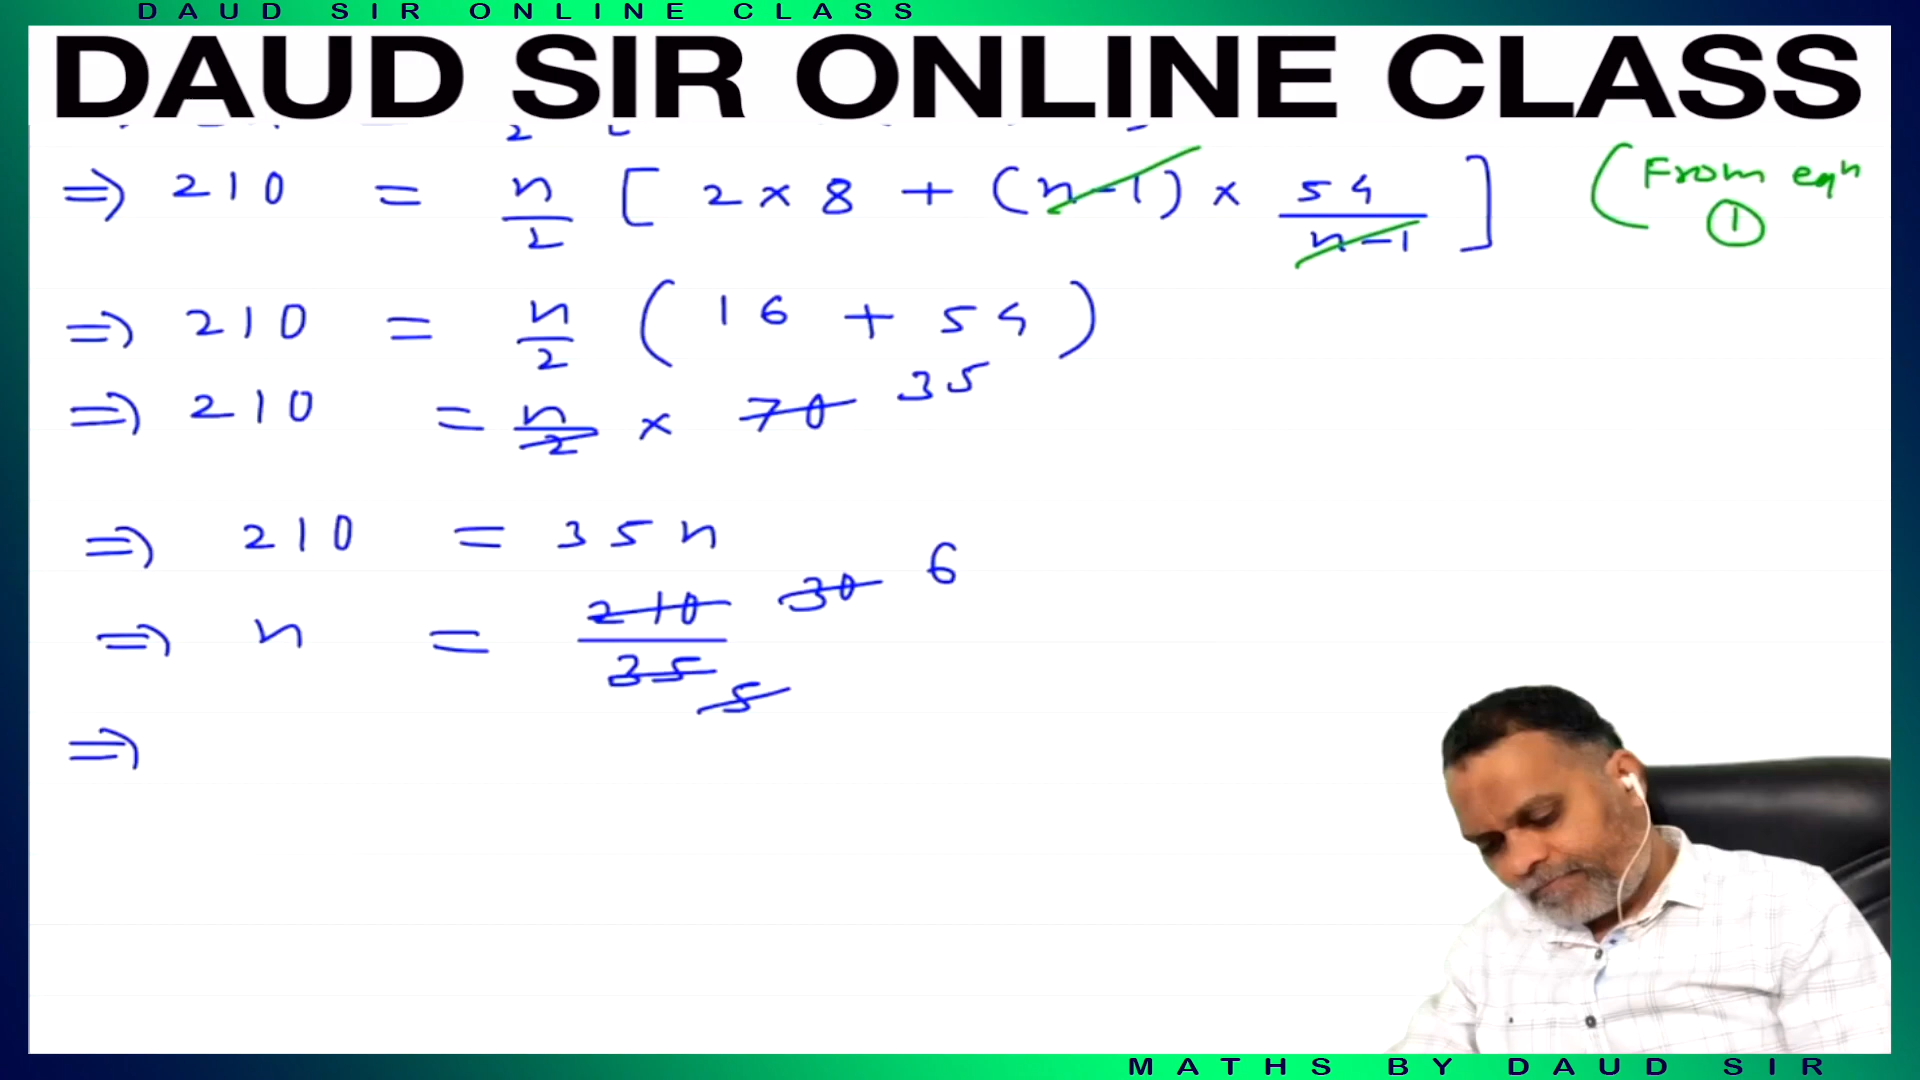 DAUD SIR ONLINE CLASS
DAUD SIR ONLINE CLASS
⇒ 210 = n/2 [ 2 × 8 + (n-1) × 54/n-1 ] (From eqn ①
⇒ 210 = n/2 ( 16 + 54 )
⇒ 210 = n/2 × 70 35
⇒ 210 = 35n
⇒ n = 210/35 30 6
5
⇒
MATHS BY DAUD SIR